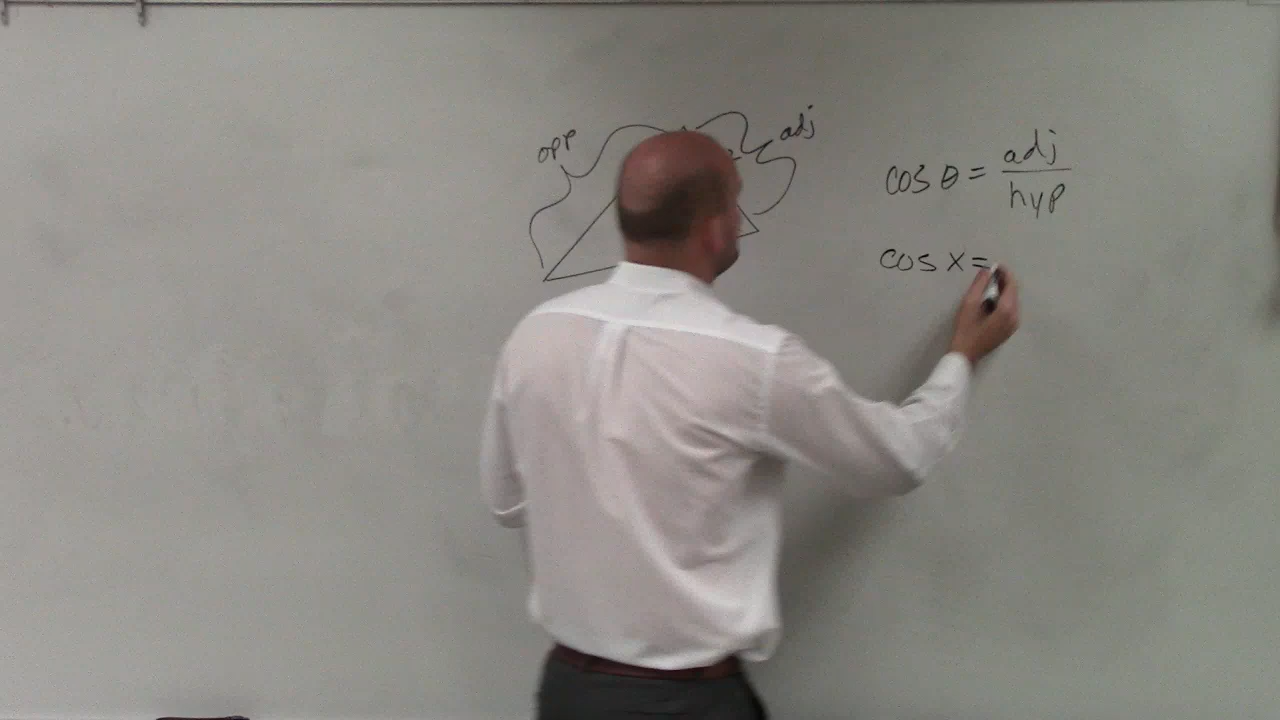 opp
adj
cos θ = adj/hyp
cos x =